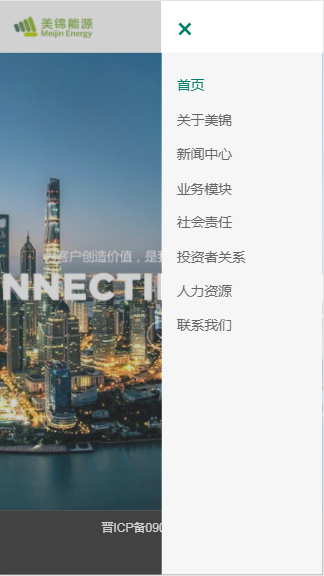 美锦能源
Meijin Energy
×
首页
关于美锦
新闻中心
业务模块
社会责任
投资者关系
人力资源
联系我们
客户创造价值，是
NNECTI
晋ICP备090